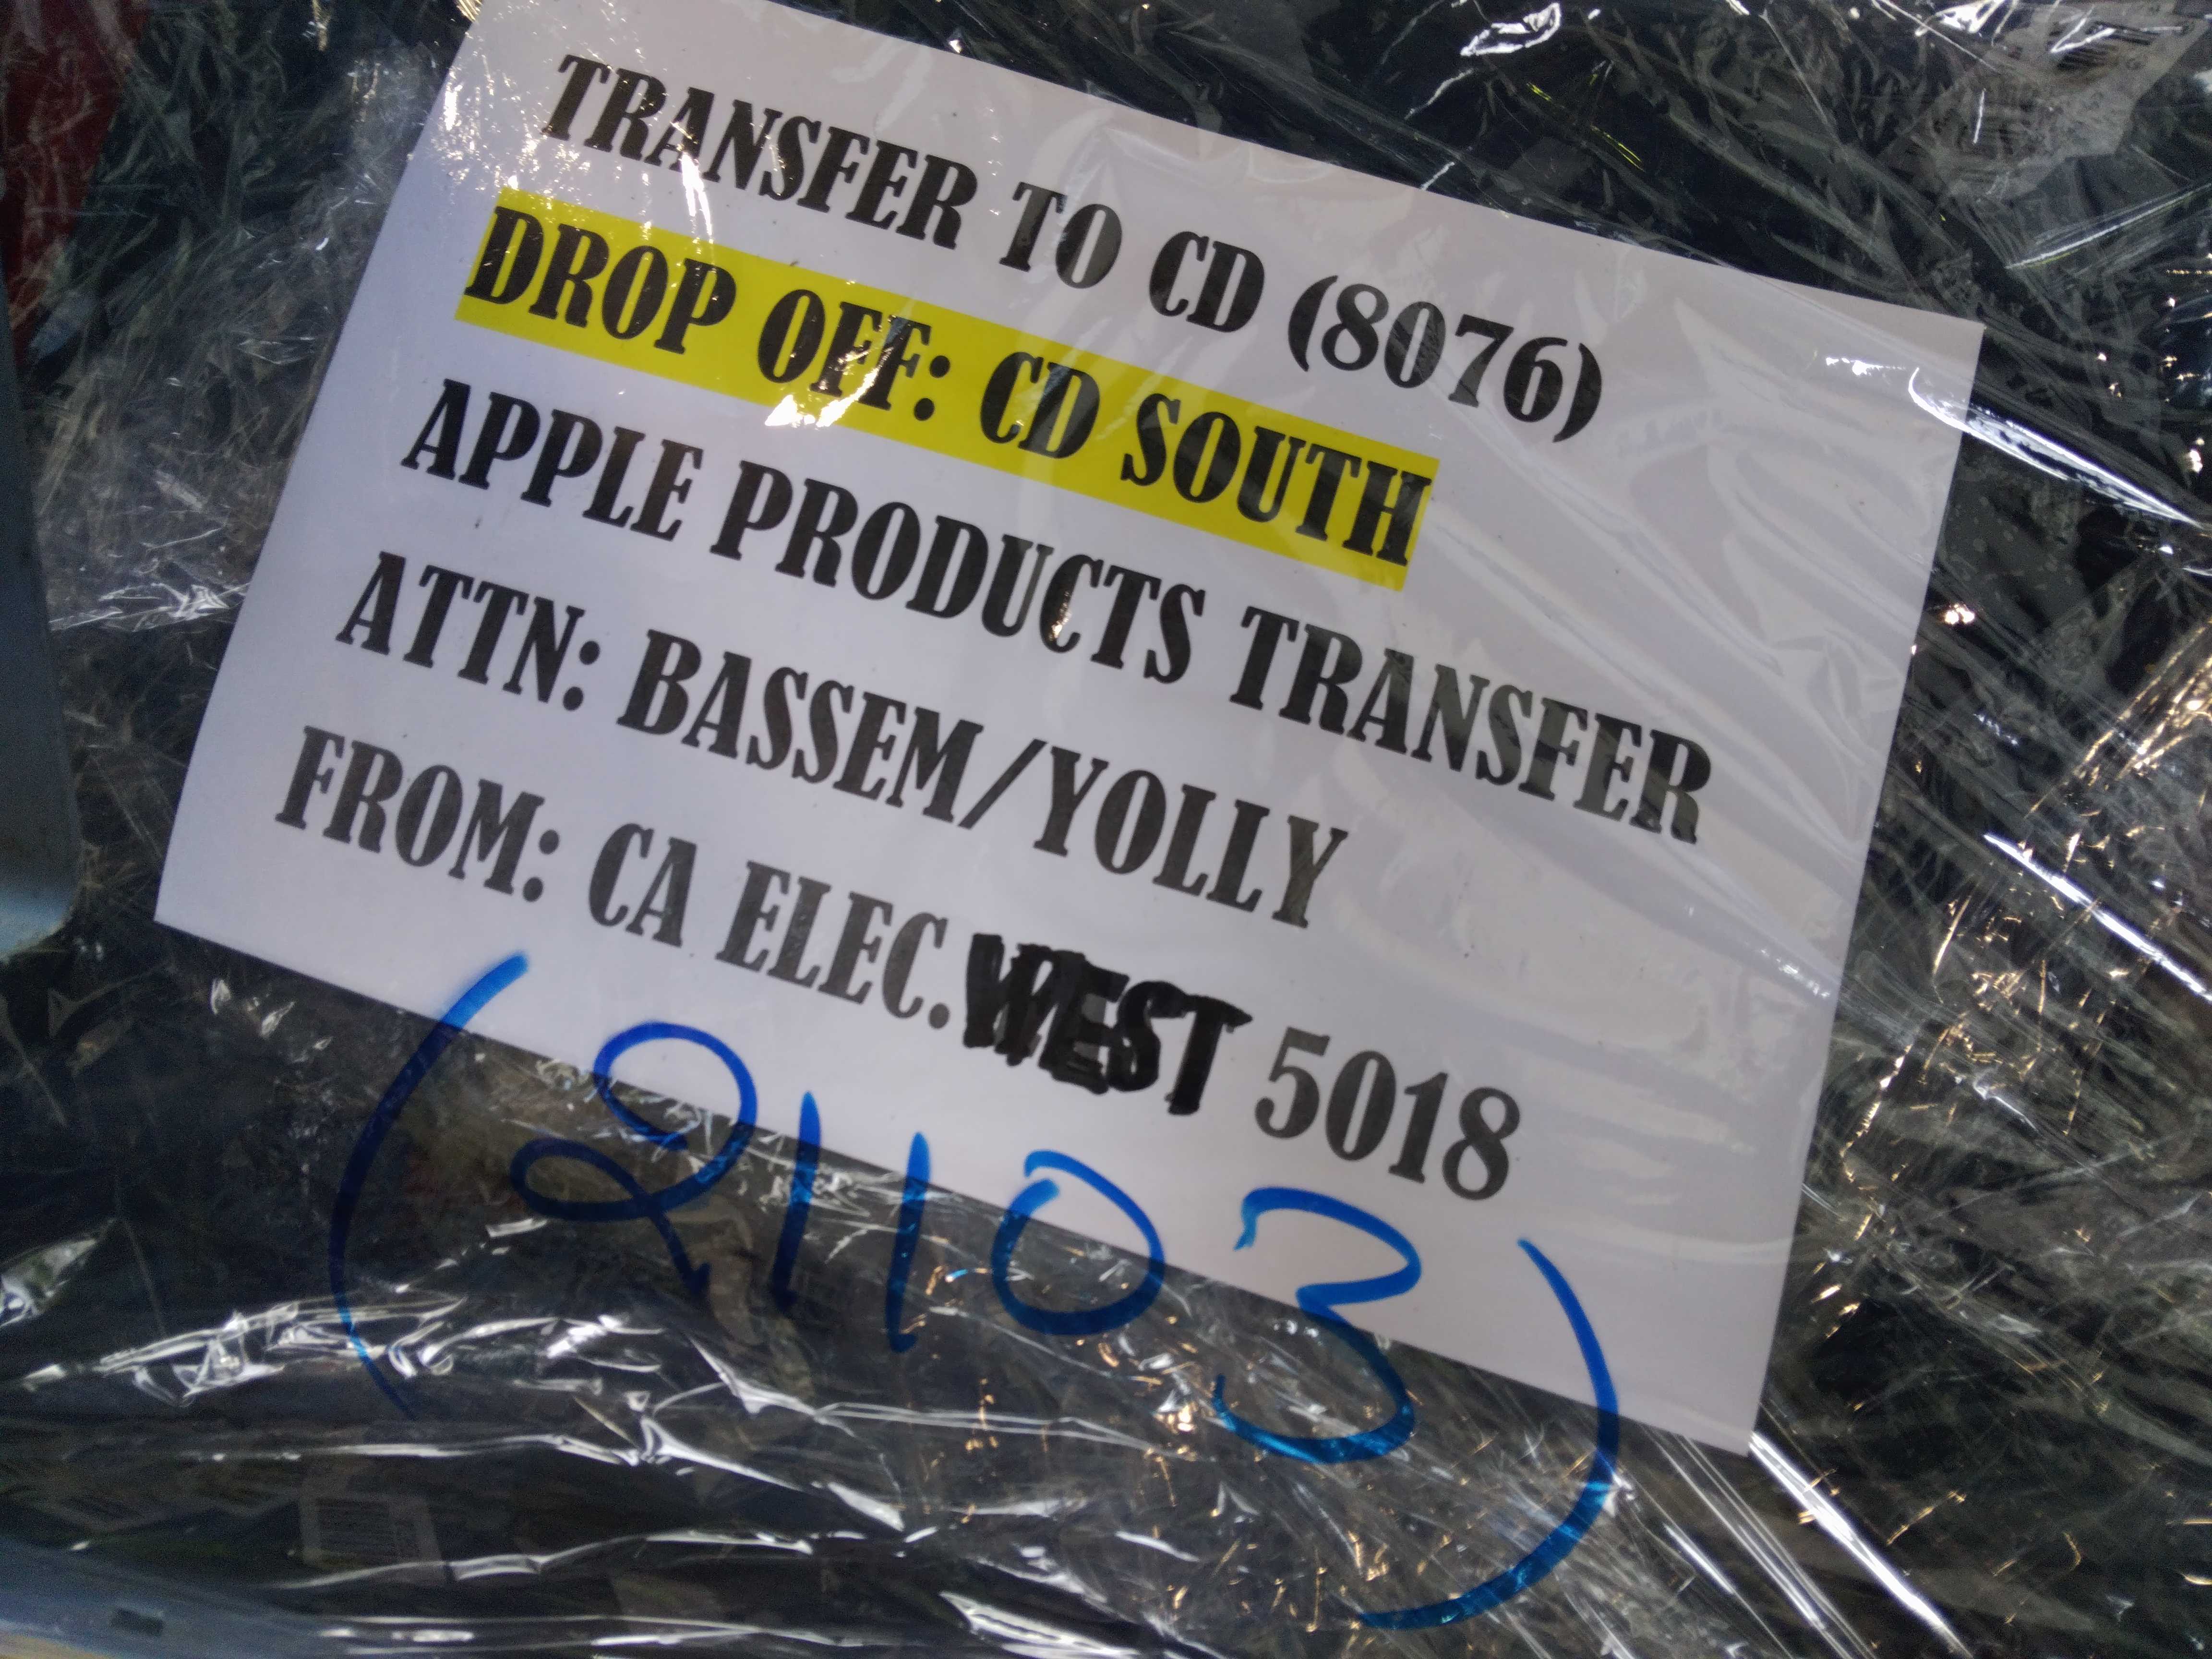 TRANSFER TO CD (8076)
DROP OFF: CD SOUTH
APPLE PRODUCTS TRANSFER
ATTN: BASSEM/YOLLY
FROM: CA ELEC.WEST 5018
(21103)